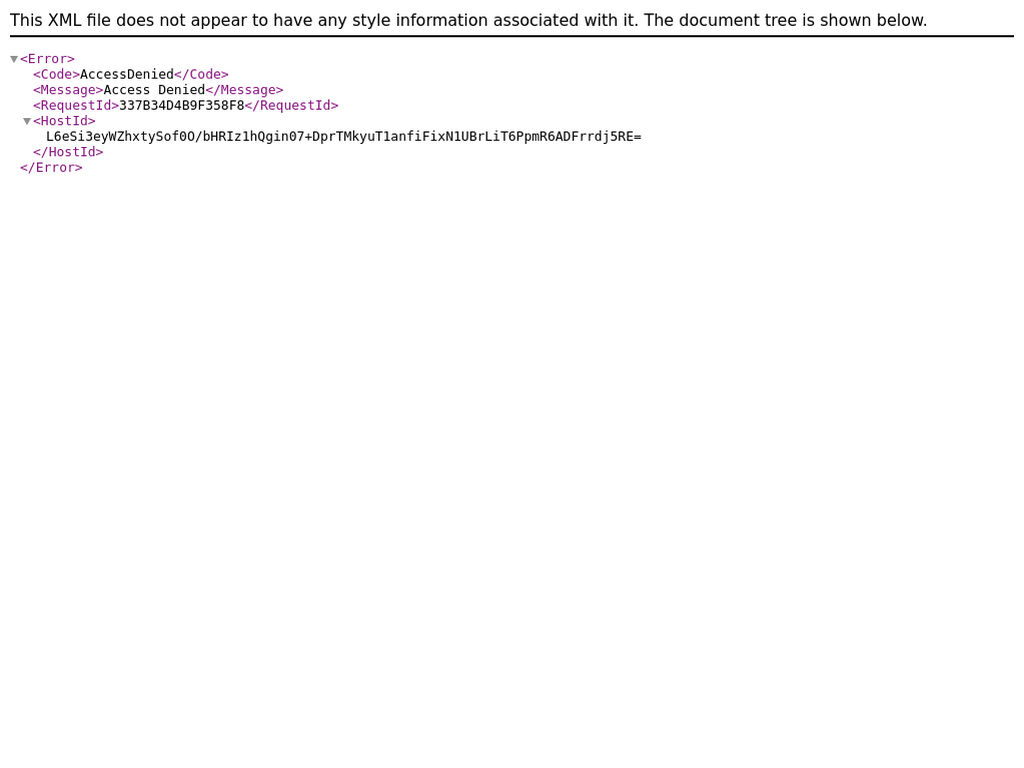 This XML file does not appear to have any style information associated with it. The document tree is shown below.
<Error>
<Code>AccessDenied</Code>
<Message>Access Denied</Message>
<RequestId>337B34D4B9F358F8</RequestId>
<HostId>
L6eSi3eyWZhxtySof0O/bHRIz1hQgin07+DprTMkyuT1anfiFixN1UBrLiT6PpmR6ADFrrdj5RE=
</HostId>
</Error>